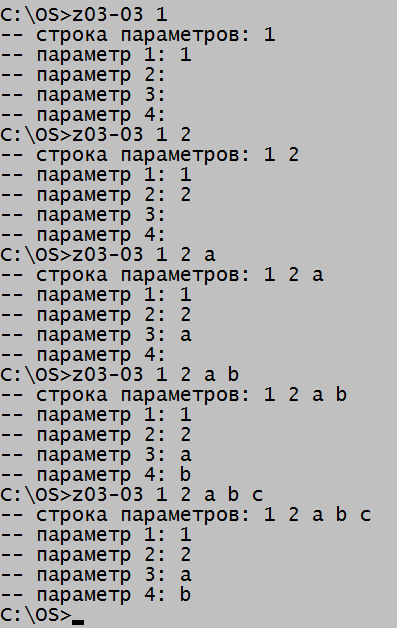 C:\OS>z03-03 1
-- строка параметров: 1
-- параметр 1: 1
-- параметр 2:
-- параметр 3:
-- параметр 4:
C:\OS>z03-03 1 2
-- строка параметров: 1 2
-- параметр 1: 1
-- параметр 2: 2
-- параметр 3:
-- параметр 4:
C:\OS>z03-03 1 2 a
-- строка параметров: 1 2 a
-- параметр 1: 1
-- параметр 2: 2
-- параметр 3: a
-- параметр 4:
C:\OS>z03-03 1 2 a b
-- строка параметров: 1 2 a b
-- параметр 1: 1
-- параметр 2: 2
-- параметр 3: a
-- параметр 4: b
C:\OS>z03-03 1 2 a b c
-- строка параметров: 1 2 a b c
-- параметр 1: 1
-- параметр 2: 2
-- параметр 3: a
-- параметр 4: b
C:\OS>